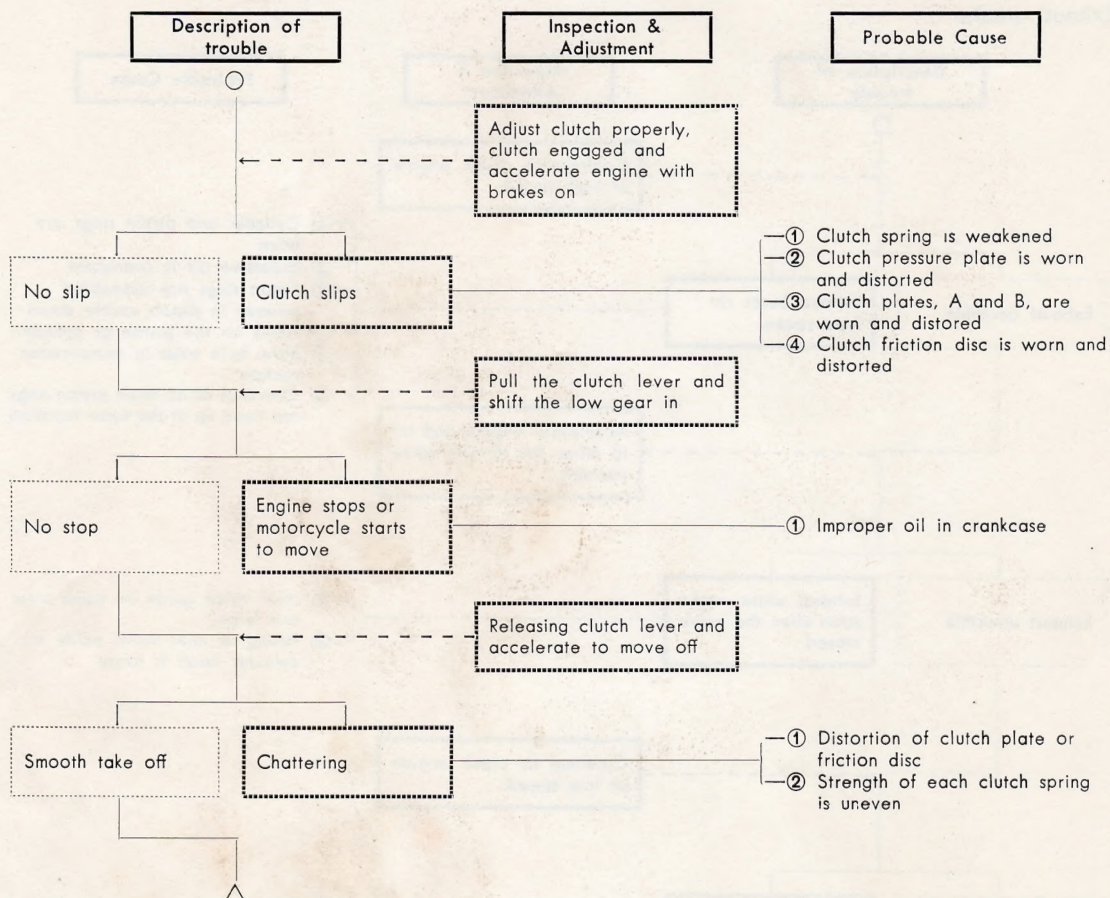 Description of
trouble
Inspection &
Adjustment
Probable Cause
Adjust clutch properly,
clutch engaged and
accelerate engine with
brakes on
No slip
Clutch slips
① Clutch spring is weakened
② Clutch pressure plate is worn
and distorted
③ Clutch plates, A and B, are
worn and distored
④ Clutch friction disc is worn and
distorted
Pull the clutch lever and
shift the low gear in
No stop
Engine stops or
motorcycle starts
to move
① Improper oil in crankcase
Releasing clutch lever and
accelerate to move off
Smooth take off
Chattering
① Distortion of clutch plate or
friction disc
② Strength of each clutch spring
is uneven